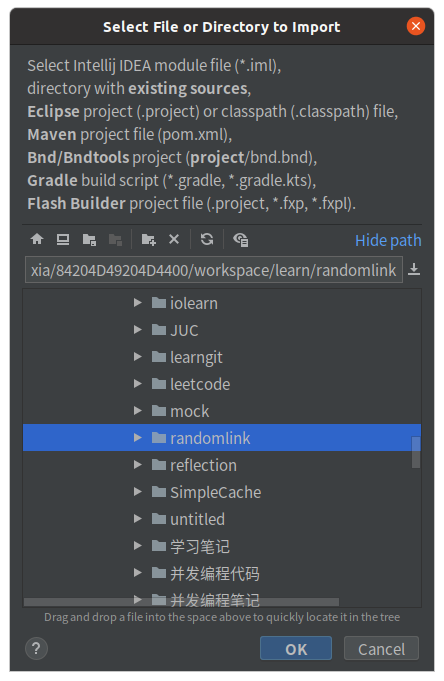 Select File or Directory to Import
Select Intellij IDEA module file (*.iml),
directory with existing sources,
Eclipse project (.project) or classpath (.classpath) file,
Maven project file (pom.xml),
Bnd/Bndtools project (project/bnd.bnd),
Gradle build script (*.gradle, *.gradle.kts),
Flash Builder project file (.project, *.fxp, *.fxpl).
Hide path
xia/84204D49204D4400/workspace/learn/randomlink
iolearn
JUC
learngit
leetcode
mock
randomlink
reflection
SimpleCache
untitled
学习笔记
并发编程代码
并发编程笔记
Drag and drop a file into the space above to quickly locate it in the tree
? OK Cancel